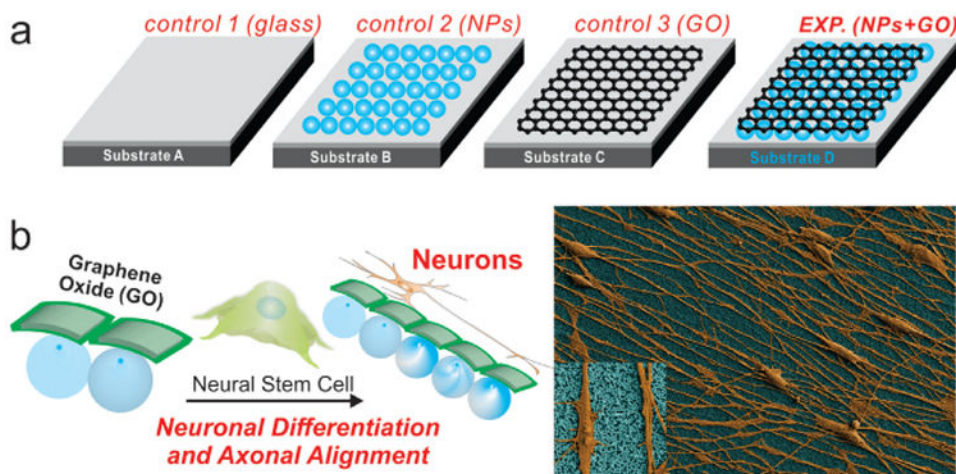 a
control 1 (glass)
control 2 (NPs)
control 3 (GO)
EXP. (NPs+GO)
Substrate A
Substrate B
Substrate C
Substrate D
b
Graphene
Oxide (GO)
Neurons
Neural Stem Cell
Neuronal Differentiation
and Axonal Alignment